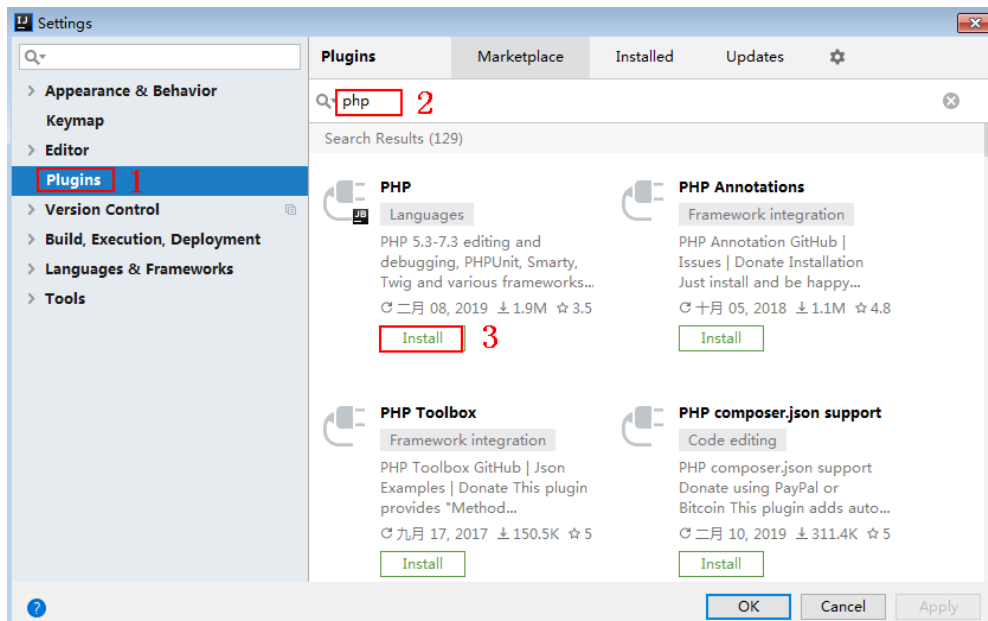 Settings
Plugins Marketplace Installed Updates
Appearance & Behavior
Keymap
Editor
Plugins 1
Version Control
Build, Execution, Deployment
Languages & Frameworks
Tools
php 2
Search Results (129)
PHP
Languages
PHP 5.3-7.3 editing and
debugging, PHPUnit, Smarty,
Twig and various frameworks...
二月 08, 2019 1.9M 3.5
Install 3
PHP Annotations
Framework integration
PHP Annotation GitHub |
Issues | Donate Installation
Just install and be happy...
十月 05, 2018 1.1M 4.8
Install
PHP Toolbox
Framework integration
PHP Toolbox GitHub | Json
Examples | Donate This plugin
provides "Method...
九月 17, 2017 150.5K 5
Install
PHP composer.json support
Code editing
PHP composer.json support
Donate using PayPal or
Bitcoin This plugin adds auto...
二月 10, 2019 311.4K 5
Install
? OK Cancel Apply